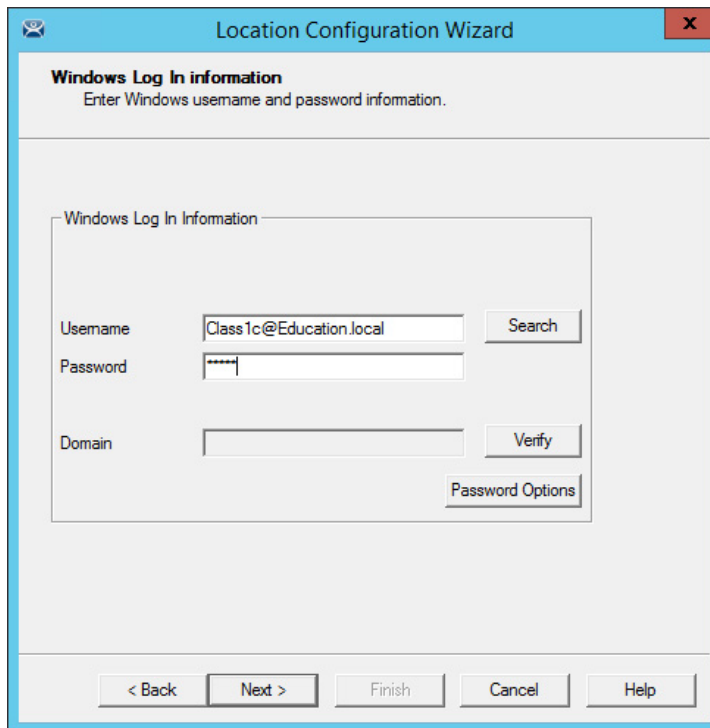 Location Configuration Wizard
x
Windows Log In information
Enter Windows username and password information.
Windows Log In Information
Username Class1c@Education.local Search
Password *****
Domain Verify
Password Options
< Back Next > Finish Cancel Help